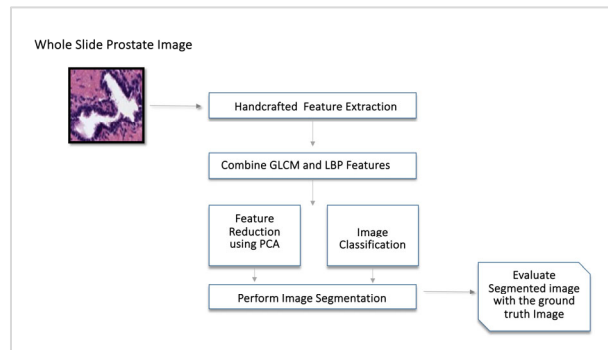 Whole Slide Prostate Image
Handcrafted Feature Extraction
Combine GLCM and LBP Features
Feature
Reduction
using PCA
Image
Classification
Perform Image Segmentation
Evaluate
Segmented image
with the ground
truth Image